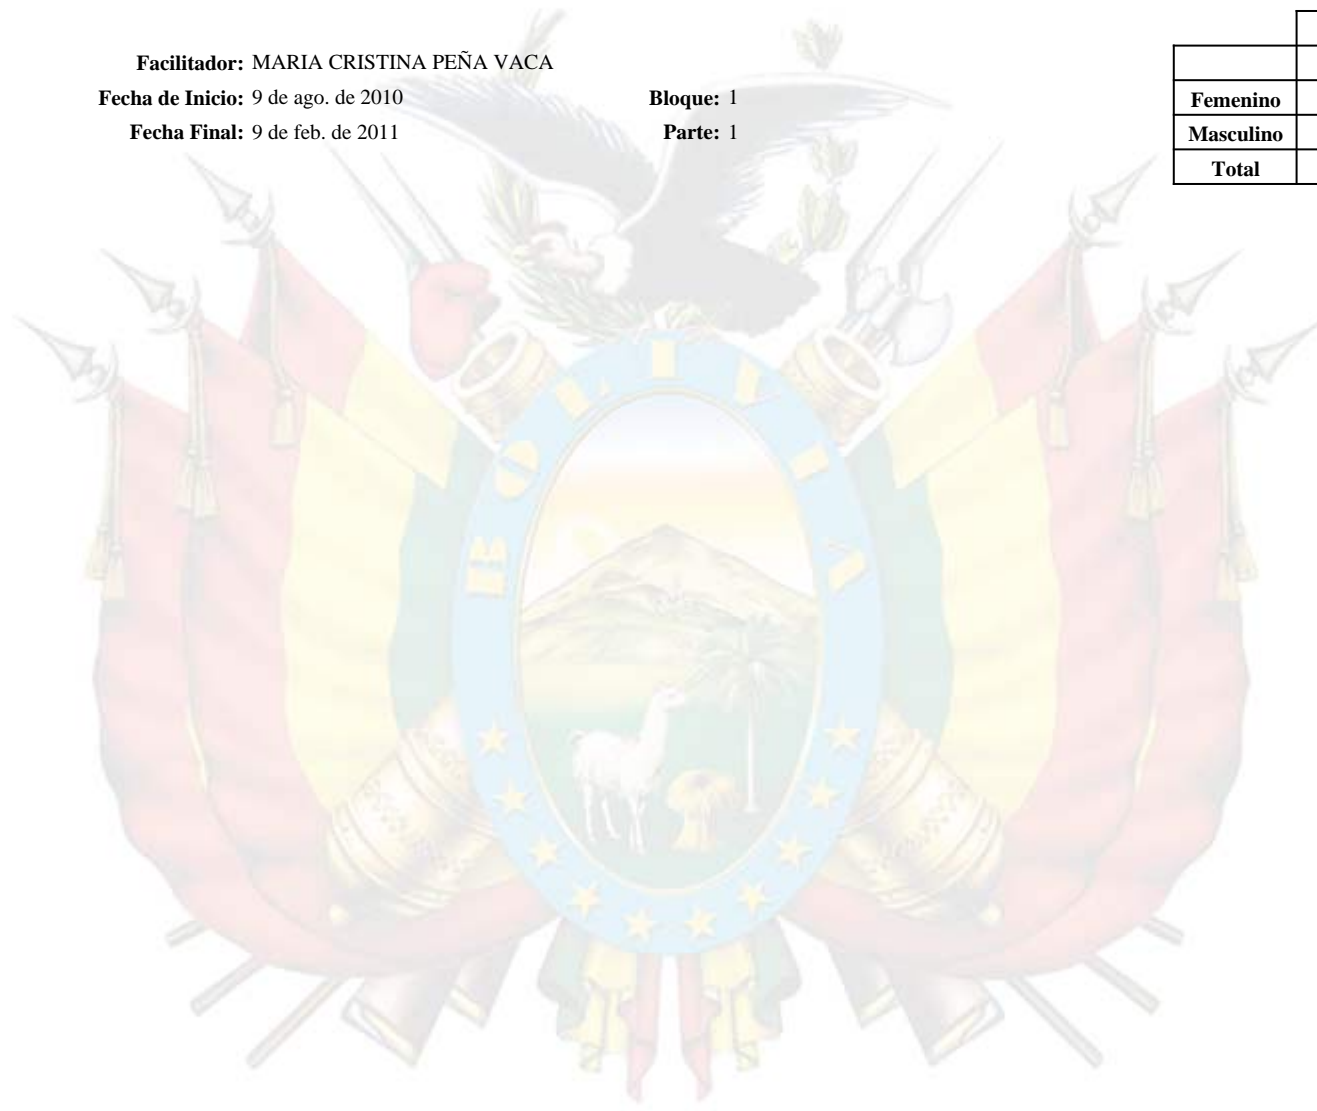 Facilitador: MARIA CRISTINA PEÑA VACA
Fecha de Inicio: 9 de ago. de 2010 Bloque: 1
Fecha Final: 9 de feb. de 2011 Parte: 1
Femenino
Masculino
Total
BOLIVIA